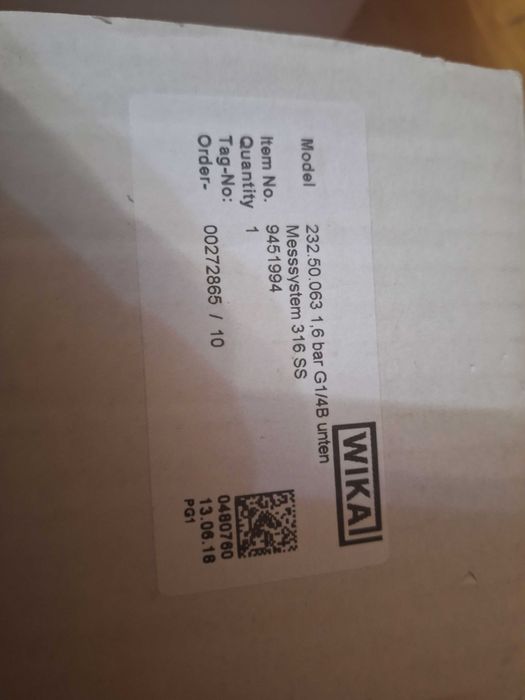 WIKA
Model 232.50.063 1,6 bar G1/4B unten
Messsystem 316 SS
Item No. 9451994
Quantity 1
Tag-No:
Order- 00272865 / 10
0480760
13.06.18
PG1